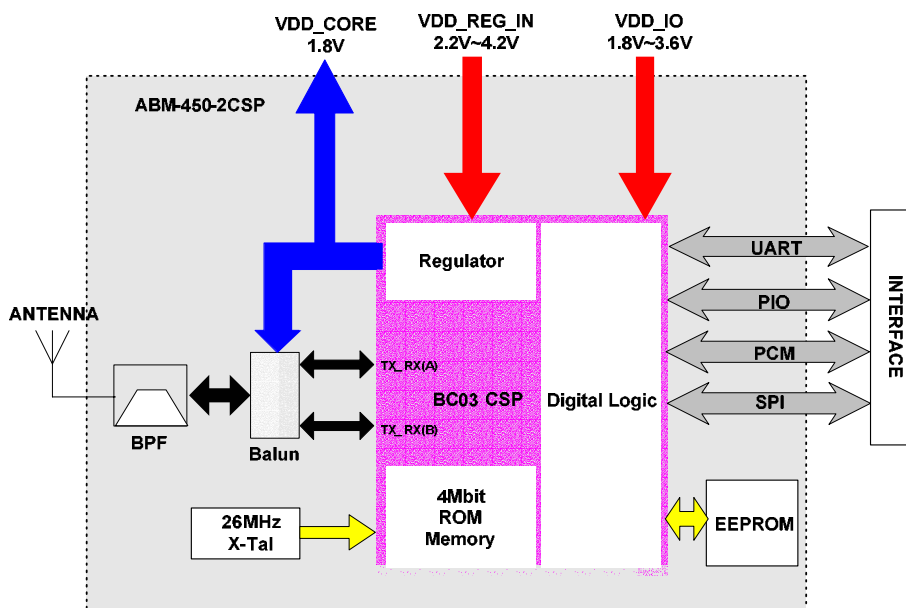 VDD_CORE
1.8V
VDD_REG_IN
2.2V~4.2V
VDD_IO
1.8V~3.6V
ABM-450-2CSP
Regulator
UART
PIO
PCM
SPI
INTERFACE
ANTENNA
BPF
Balun
TX_RX(A)
BC03 CSP
TX_RX(B)
Digital Logic
4Mbit
ROM
Memory
26MHz
X-Tal
EEPROM